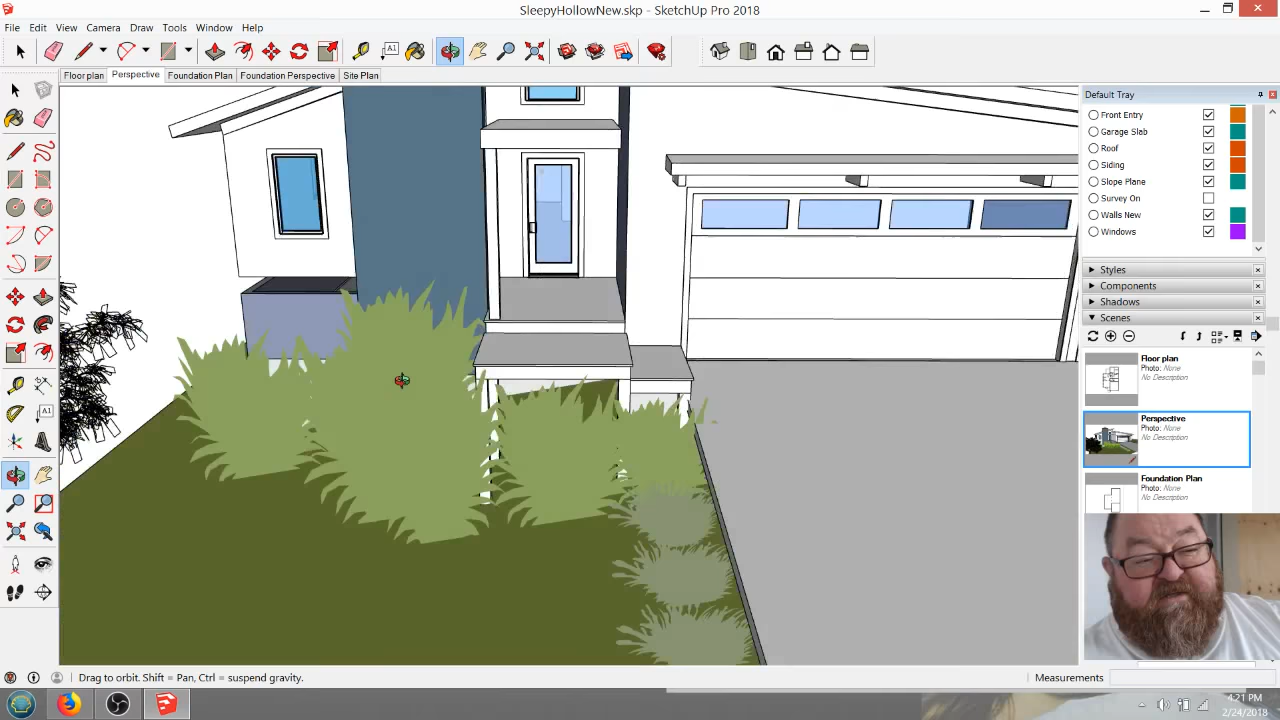 SleepyHollowNew.skp - SketchUp Pro 2018
File Edit View Camera Draw Tools Window Help
A1
Floor plan Perspective Foundation Plan Foundation Perspective Site Plan
Default Tray
Front Entry
Garage Slab
Roof
Siding
Slope Plane
Survey On
Walls New
Windows
Styles
Components
Shadows
Scenes
Floor plan
Photo: None
No Description
Perspective
Photo: None
No Description
Foundation Plan
Photo: None
No Description
A1
Drag to orbit. Shift = Pan, Ctrl = suspend gravity.
Measurements
4:21 PM
2/24/2018